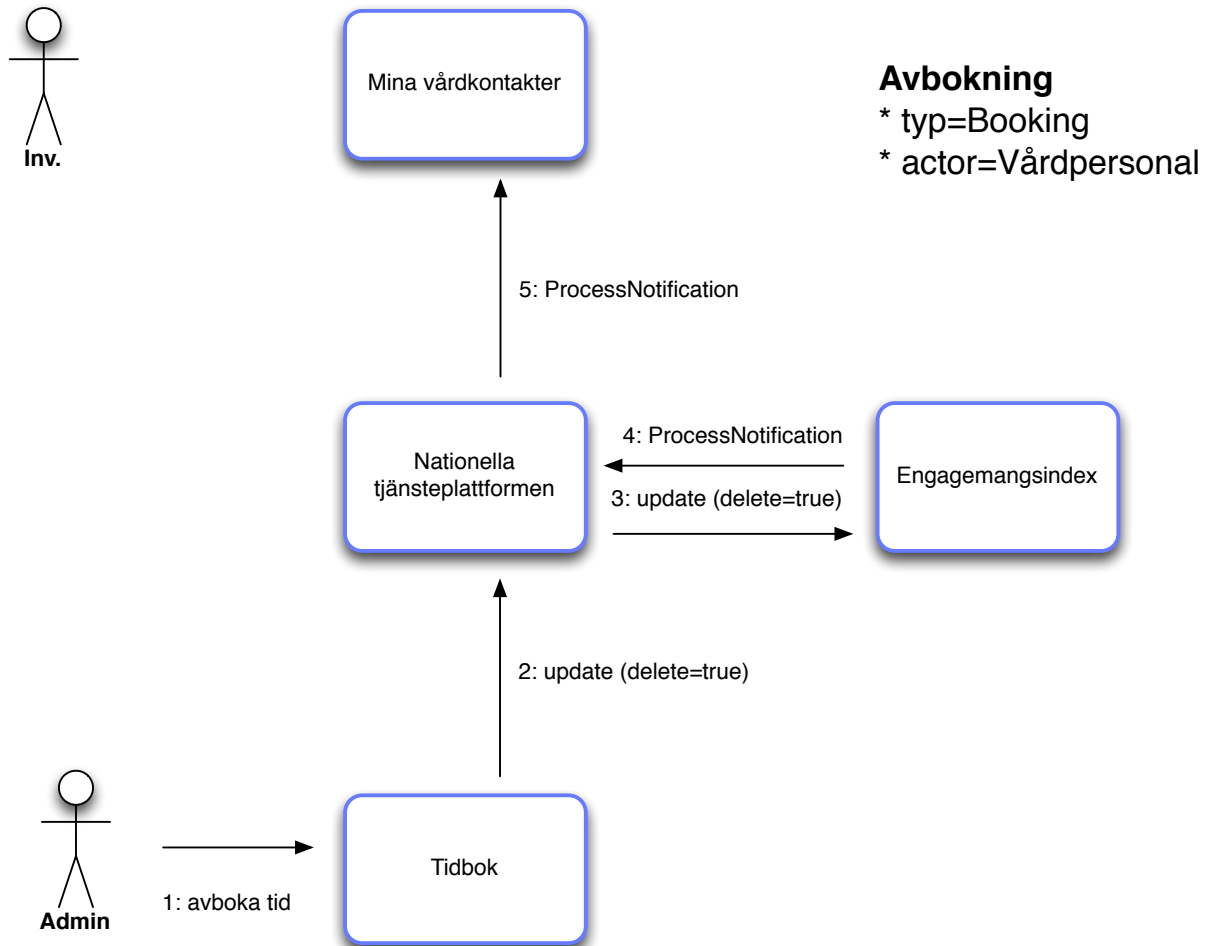 Mina vårdkontakter
Avbokning
* typ=Booking
* actor=Vårdpersonal
Inv.
5: ProcessNotification
Nationella
tjänsteplattformen
4: ProcessNotification
3: update (delete=true)
Engagemangsindex
2: update (delete=true)
Admin
1: avboka tid
Tidbok